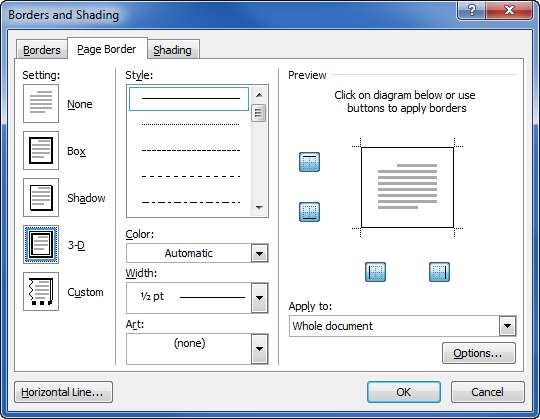 Borders and Shading
Borders
Page Border
Shading
Setting:
None
Box
Shadow
3-D
Custom
Style:
Color:
Automatic
Width:
½ pt
Art:
(none)
Preview
Click on diagram below or use
buttons to apply borders
Apply to:
Whole document
Options...
Horizontal Line...
OK
Cancel